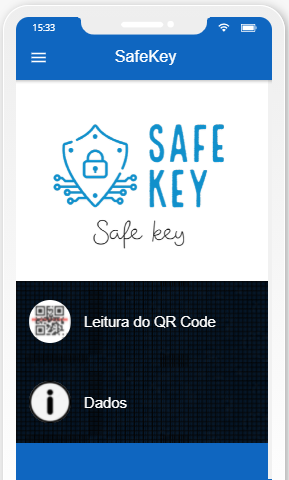 15:33
SafeKey
SAFE
KEY
Safe key
Leitura do QR Code
Dados